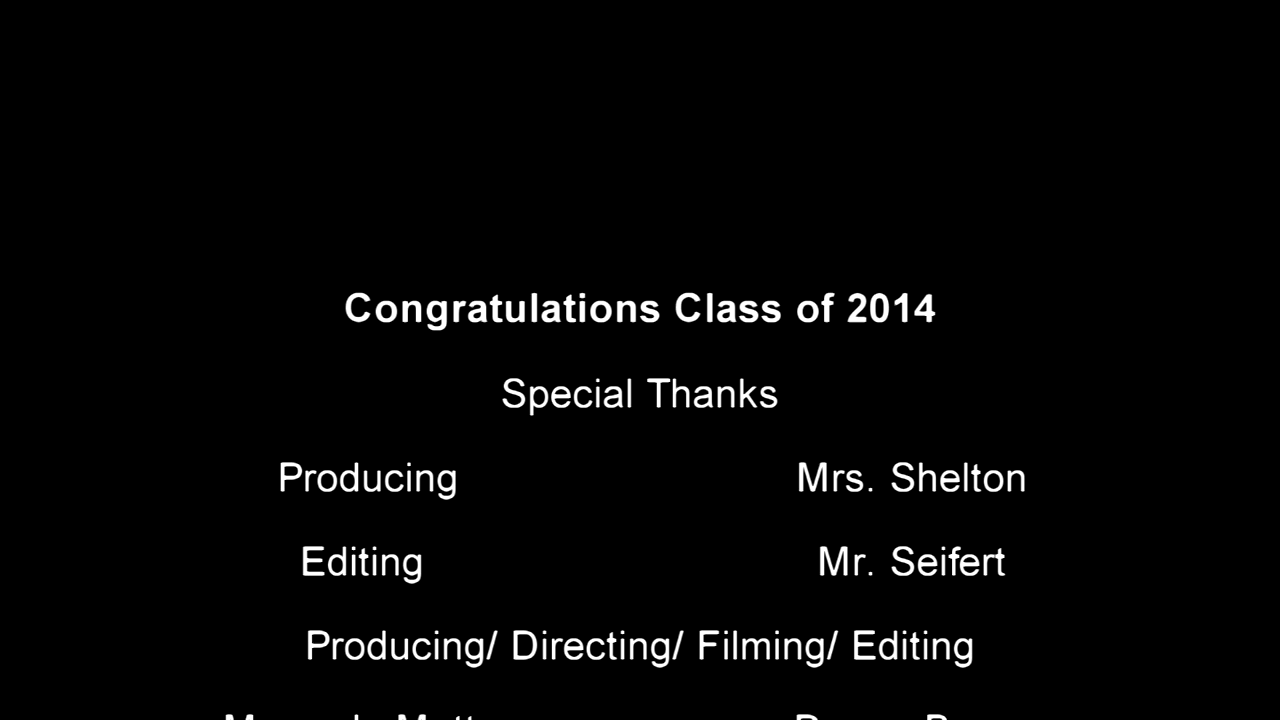 Congratulations Class of 2014
Special Thanks
Producing Mrs. Shelton
Editing Mr. Seifert
Producing/ Directing/ Filming/ Editing